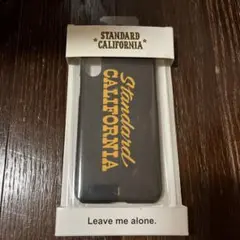 STANDARD
★ CALIFORNIA ★
Standard
CALIFORNIA
Leave me alone.